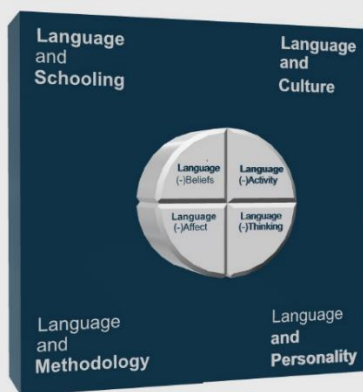 Language
and
Schooling
Language
and
Culture
Language
(-)Beliefs
Language
(-)Activity
Language
(-)Affect
Language
(-)Thinking
Language
and
Methodology
Language
and
Personality